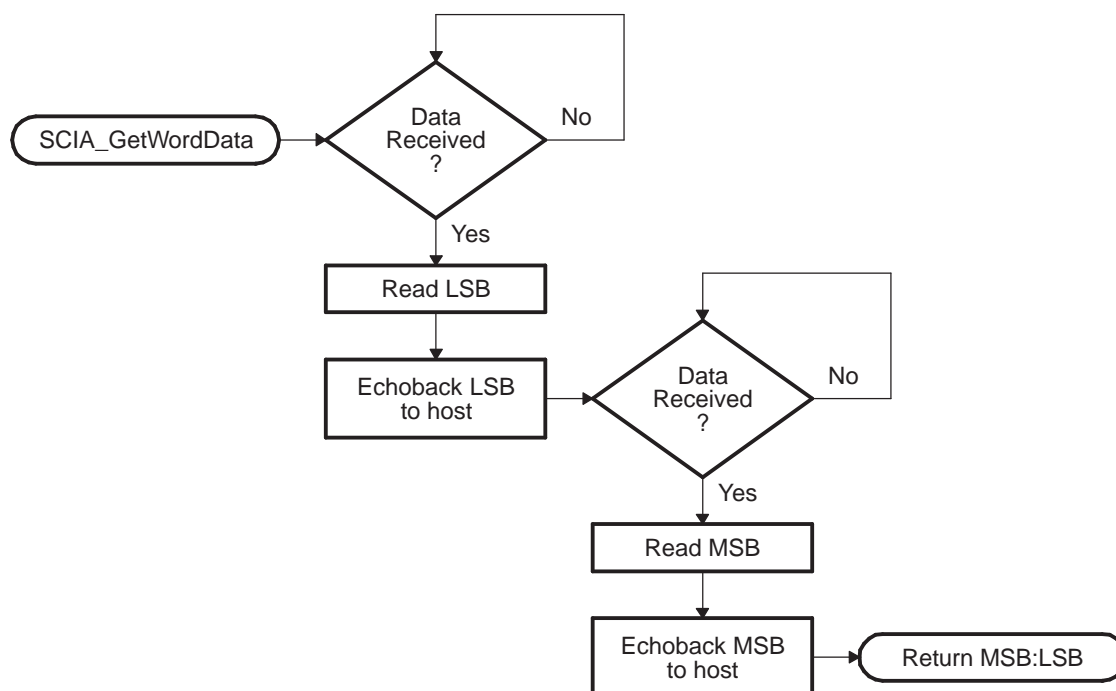 SCIA_GetWordData
Data
Received
?
No
Yes
Read LSB
Echoback LSB
to host
Data
Received
?
No
Yes
Read MSB
Echoback MSB
to host
Return MSB:LSB